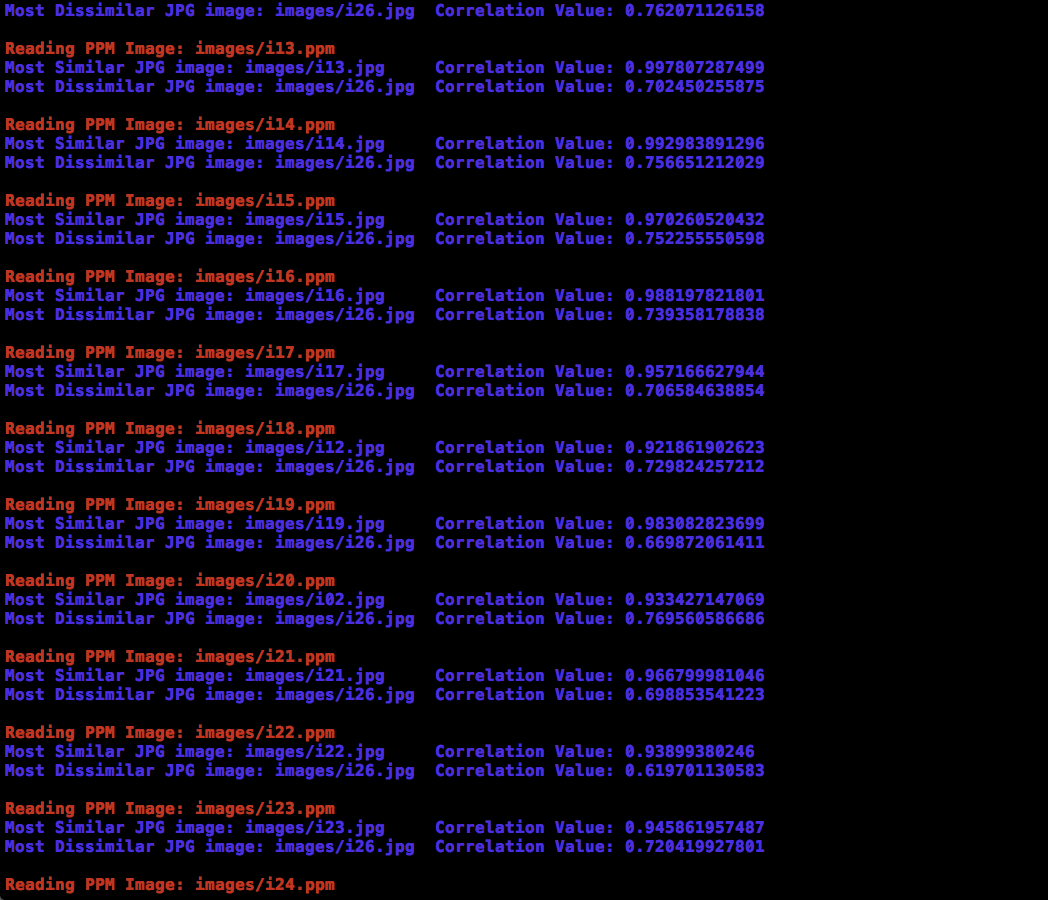 Most Dissimilar JPG image: images/i26.jpg  Correlation Value: 0.762071126158
Reading PPM Image: images/i13.ppm
Most Similar JPG image: images/i13.jpg     Correlation Value: 0.997807287499
Most Dissimilar JPG image: images/i26.jpg  Correlation Value: 0.702450255875
Reading PPM Image: images/i14.ppm
Most Similar JPG image: images/i14.jpg     Correlation Value: 0.992983891296
Most Dissimilar JPG image: images/i26.jpg  Correlation Value: 0.756651212029
Reading PPM Image: images/i15.ppm
Most Similar JPG image: images/i15.jpg     Correlation Value: 0.970260520432
Most Dissimilar JPG image: images/i26.jpg  Correlation Value: 0.752255550598
Reading PPM Image: images/i16.ppm
Most Similar JPG image: images/i16.jpg     Correlation Value: 0.988197821801
Most Dissimilar JPG image: images/i26.jpg  Correlation Value: 0.739358178838
Reading PPM Image: images/i17.ppm
Most Similar JPG image: images/i17.jpg     Correlation Value: 0.957166627944
Most Dissimilar JPG image: images/i26.jpg  Correlation Value: 0.706584638854
Reading PPM Image: images/i18.ppm
Most Similar JPG image: images/i12.jpg     Correlation Value: 0.921861902623
Most Dissimilar JPG image: images/i26.jpg  Correlation Value: 0.729824257212
Reading PPM Image: images/i19.ppm
Most Similar JPG image: images/i19.jpg     Correlation Value: 0.983082823699
Most Dissimilar JPG image: images/i26.jpg  Correlation Value: 0.669872061411
Reading PPM Image: images/i20.ppm
Most Similar JPG image: images/i02.jpg     Correlation Value: 0.933427147069
Most Dissimilar JPG image: images/i26.jpg  Correlation Value: 0.769560586686
Reading PPM Image: images/i21.ppm
Most Similar JPG image: images/i21.jpg     Correlation Value: 0.966799981046
Most Dissimilar JPG image: images/i26.jpg  Correlation Value: 0.698853541223
Reading PPM Image: images/i22.ppm
Most Similar JPG image: images/i22.jpg     Correlation Value: 0.93899380246
Most Dissimilar JPG image: images/i26.jpg  Correlation Value: 0.619701130583
Reading PPM Image: images/i23.ppm
Most Similar JPG image: images/i23.jpg     Correlation Value: 0.945861957487
Most Dissimilar JPG image: images/i26.jpg  Correlation Value: 0.720419927801
Reading PPM Image: images/i24.ppm